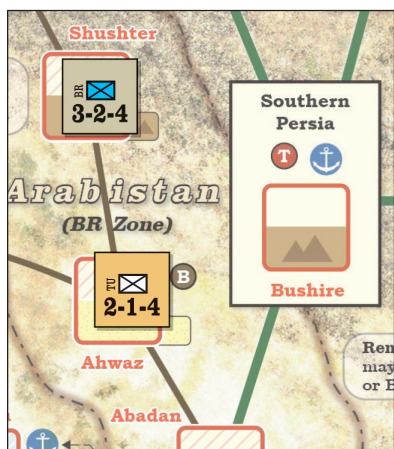 Shushter
BR
3-2-4
Southern
Persia
T
Arabistan
(BR Zone)
Bushire
TU
2-1-4
B
Ahwaz
Abadan
Ren
may
or B